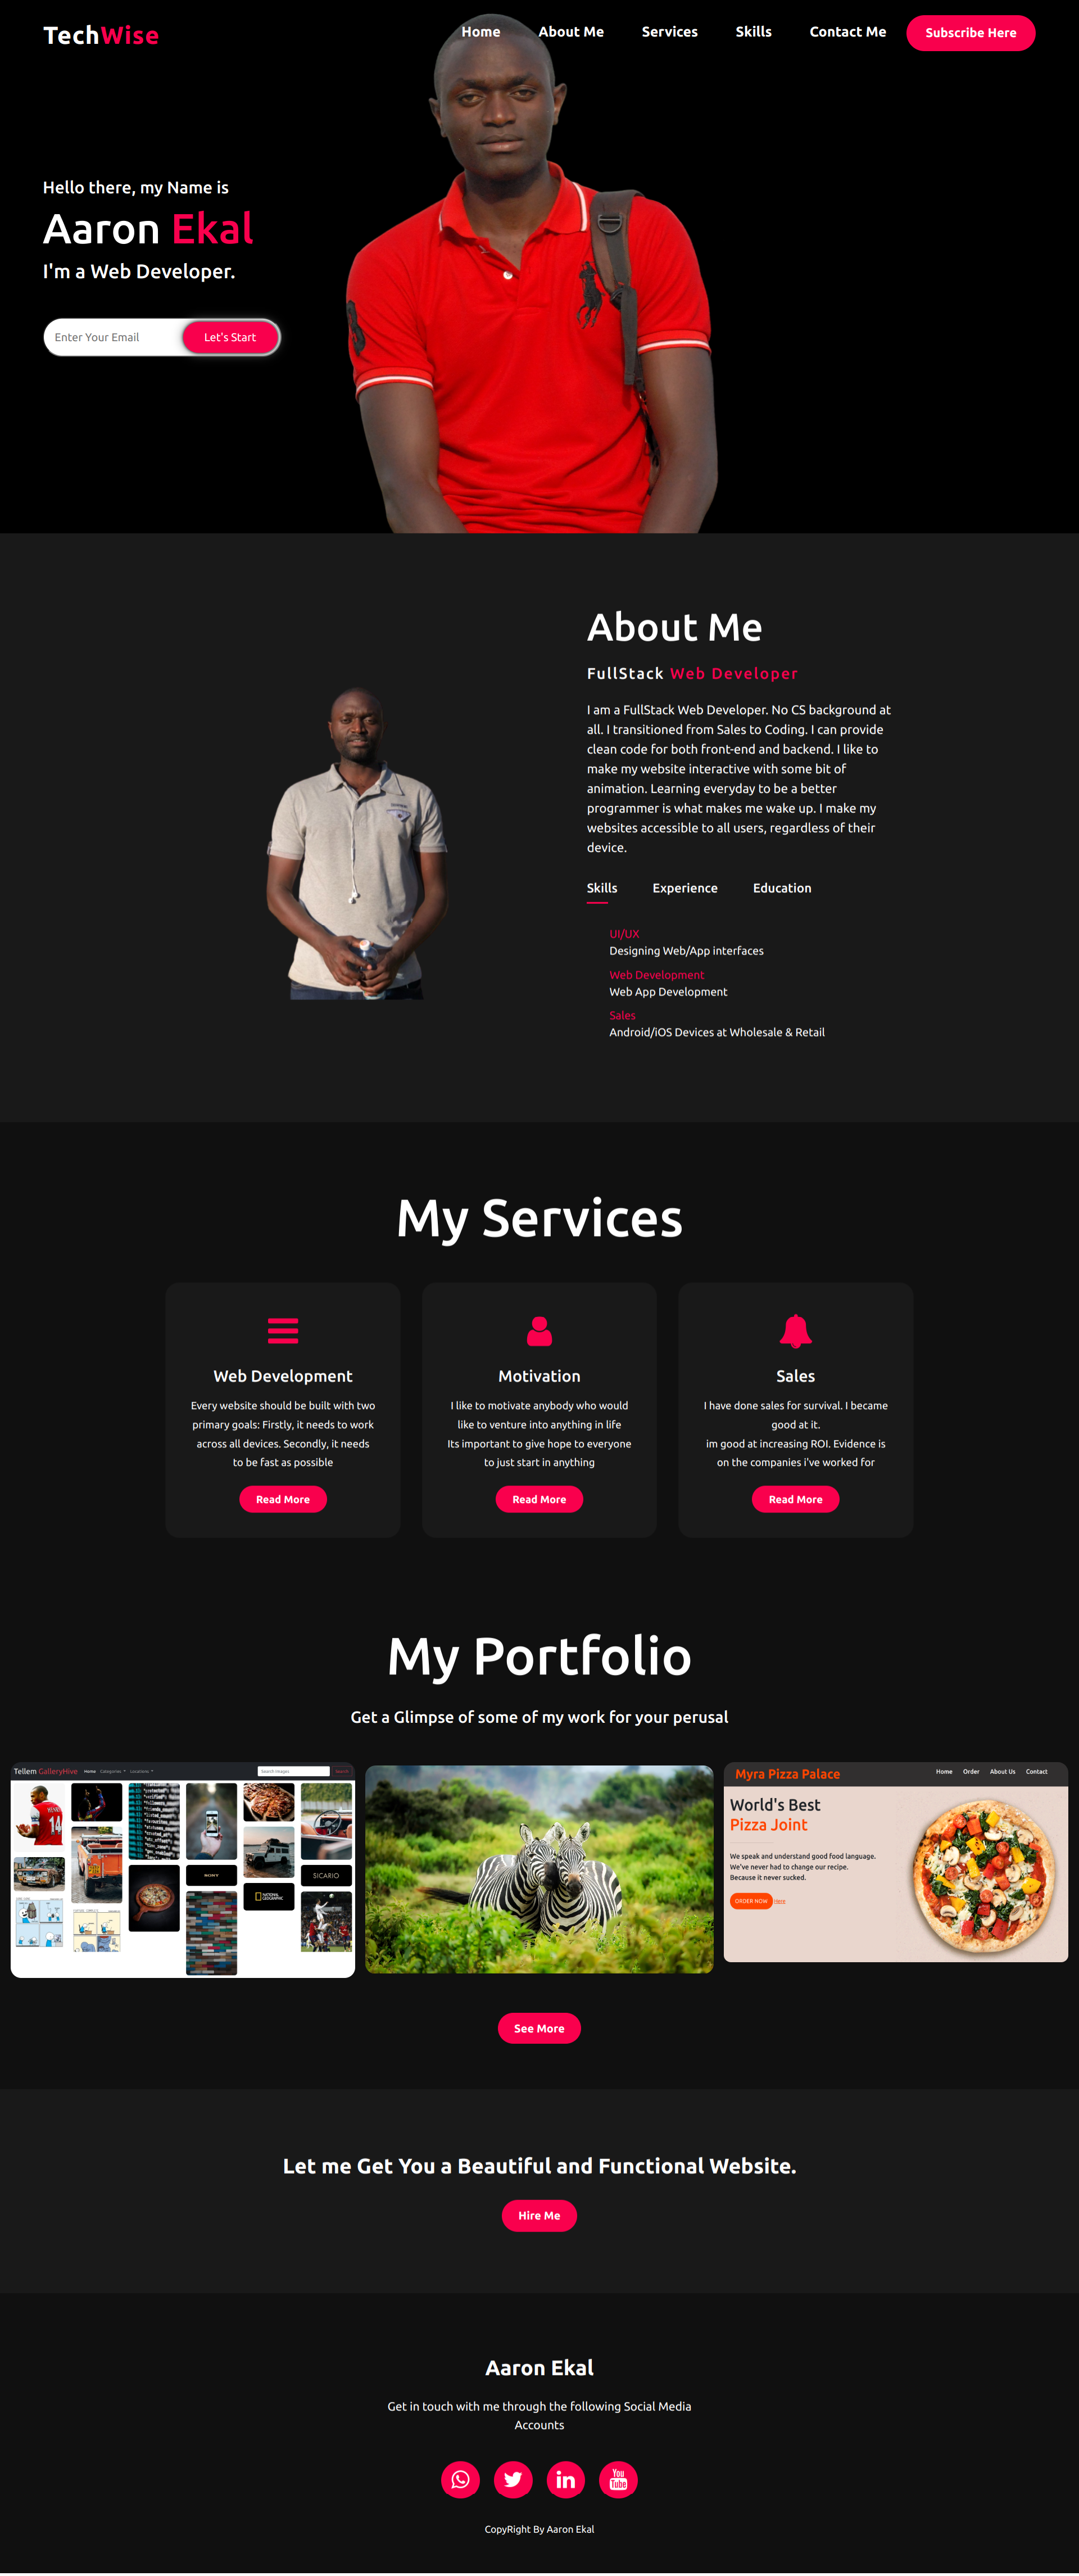 TechWise
Home About Me Services Skills Contact Me Subscribe Here
Hello there, my Name is
Aaron Ekal
I'm a Web Developer.
Enter Your Email Let's Start
About Me
FullStack Web Developer
I am a FullStack Web Developer. No CS background at
all. I transitioned from Sales to Coding. I can provide
clean code for both front-end and backend. I like to
make my website interactive with some bit of
animation. Learning everyday to be a better
programmer is what makes me wake up. I make my
websites accessible to all users, regardless of their
device.
Skills Experience Education
UI/UX
Designing Web/App interfaces
Web Development
Web App Development
Sales
Android/iOS Devices at Wholesale & Retail
My Services
Web Development
Every website should be built with two
primary goals: Firstly, it needs to work
across all devices. Secondly, it needs
to be fast as possible
Read More
Motivation
I like to motivate anybody who would
like to venture into anything in life
Its important to give hope to everyone
to just start in anything
Read More
Sales
I have done sales for survival. I became
good at it.
im good at increasing ROI. Evidence is
on the companies i've worked for
Read More
My Portfolio
Get a Glimpse of some of my work for your perusal
Tellem GalleryHive Home Categories Locations Search Images Search
HENRY
14
SONY
NATIONAL
GEOGRAPHIC
SICARIO
Myra Pizza Palace Home Order About Us Contact
World's Best
Pizza Joint
We speak and understand good food language.
We've never had to change our recipe.
Because it never sucked.
ORDER NOW Here
See More
Let me Get You a Beautiful and Functional Website.
Hire Me
Aaron Ekal
Get in touch with me through the following Social Media
Accounts
in
You
Tube
CopyRight By Aaron Ekal